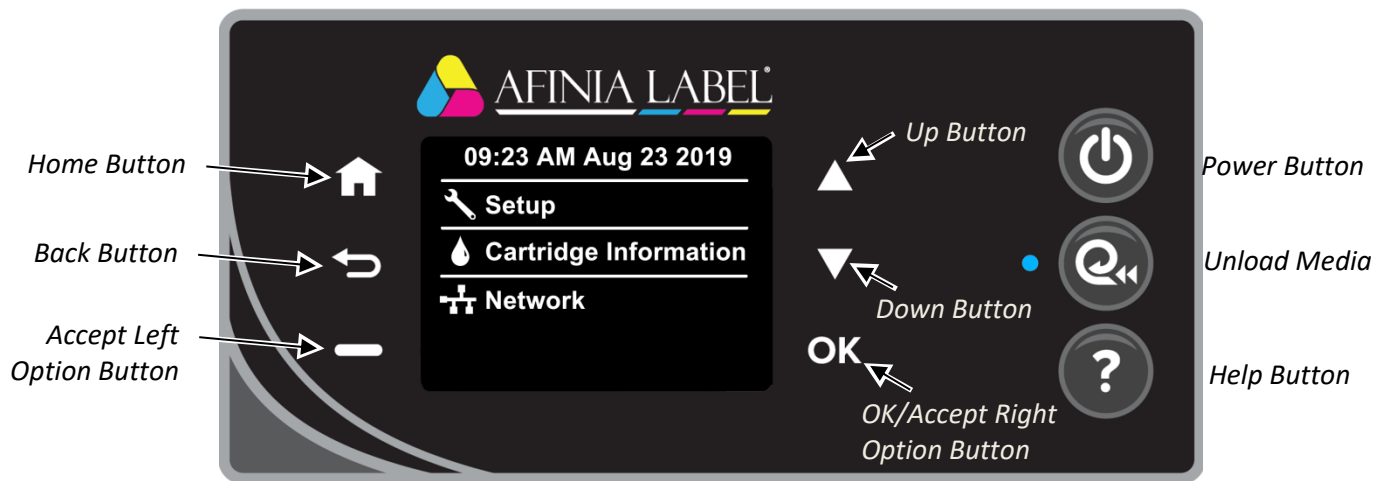 AFINIA LABEL®
Home Button
Back Button
Accept Left
Option Button
09:23 AM Aug 23 2019
Setup
Cartridge Information
Network
Up Button
Down Button
OK
OK/Accept Right
Option Button
Power Button
Unload Media
?
Help Button